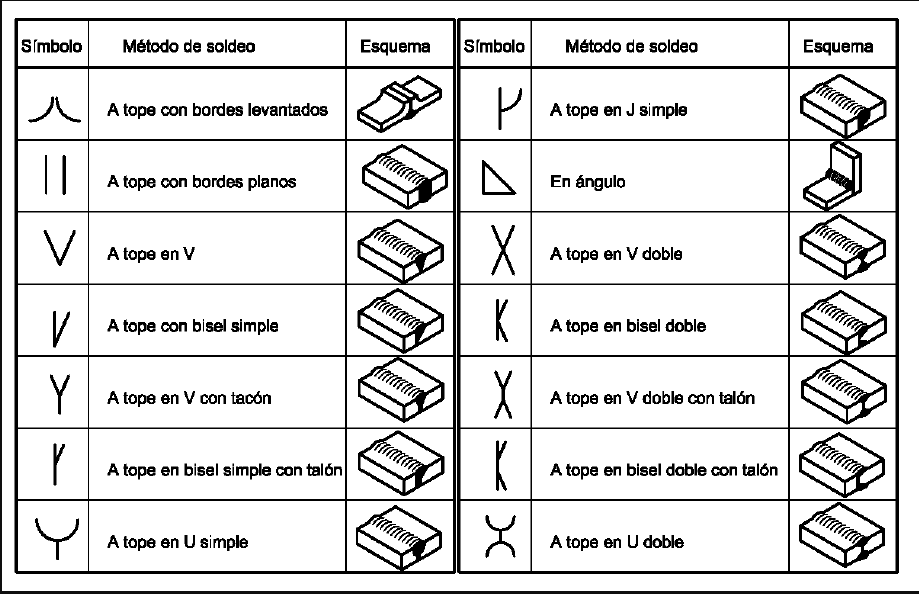 Símbolo Método de soldeo Esquema Símbolo Método de soldeo Esquema
A tope con bordes levantados A tope en J simple
A tope con bordes planos En ángulo
A tope en V A tope en V doble
A tope con bisel simple A tope en bisel doble
A tope en V con tacón A tope en V doble con talón
A tope en bisel simple con talón A tope en bisel doble con talón
A tope en U simple A tope en U doble